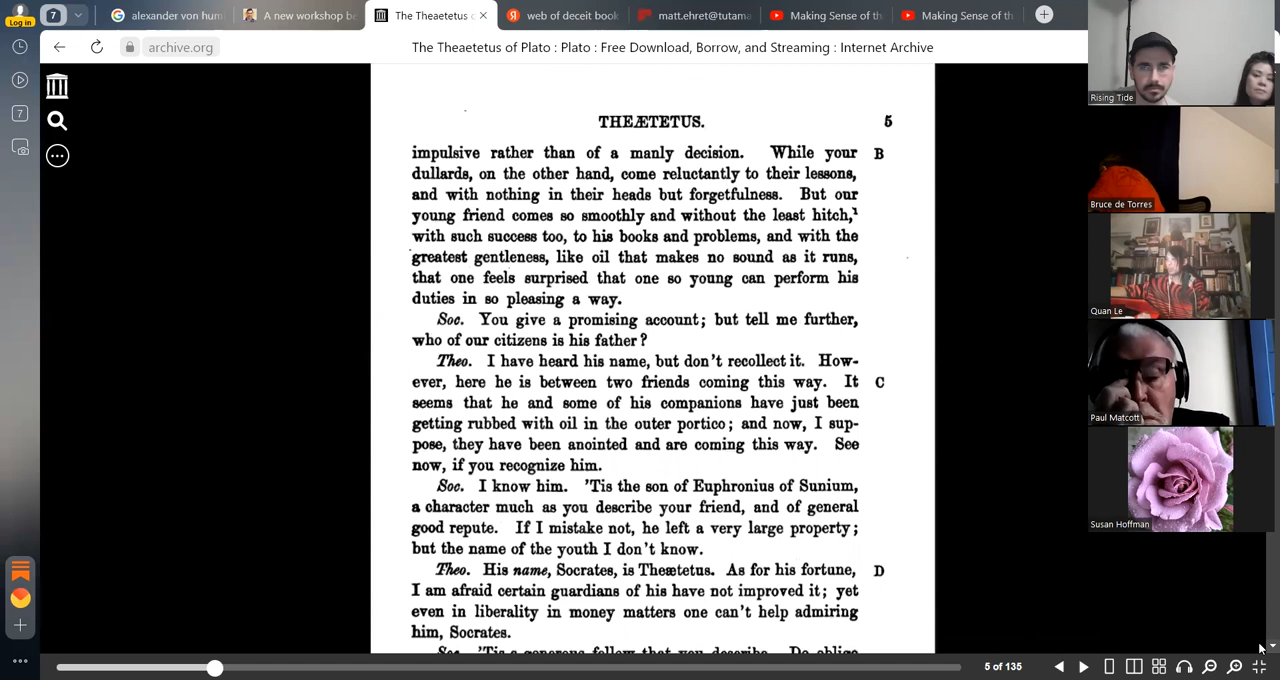 7
alexander von hum
A new workshop be
The Theaetetus o
web of deceit book
matt.ehret@tutama
Making Sense of th
Making Sense of th
Log in
archive.org
The Theaetetus of Plato : Plato : Free Download, Borrow, and Streaming : Internet Archive
7
THEÆTETUS. 5
impulsive rather than of a manly decision. While your B
dullards, on the other hand, come reluctantly to their lessons,
and with nothing in their heads but forgetfulness. But our
young friend comes so smoothly and without the least hitch,¹
with such success too, to his books and problems, and with the
greatest gentleness, like oil that makes no sound as it runs,
that one feels surprised that one so young can perform his
duties in so pleasing a way.
Soc. You give a promising account; but tell me further,
who of our citizens is his father?
Theo. I have heard his name, but don't recollect it. How-
ever, here he is between two friends coming this way. It C
seems that he and some of his companions have just been
getting rubbed with oil in the outer portico; and now, I sup-
pose, they have been anointed and are coming this way. See
now, if you recognize him.
Soc. I know him. 'Tis the son of Euphronius of Sunium,
a character much as you describe your friend, and of general
good repute. If I mistake not, he left a very large property;
but the name of the youth I don't know.
Theo. His name, Socrates, is Theætetus. As for his fortune, D
I am afraid certain guardians of his have not improved it; yet
even in liberality in money matters one can't help admiring
him, Socrates.
Soc. 'Tis a generous fellow that you describe. Do oblige
5 of 135
Rising Tide
Bruce de Torres
Quan Le
Paul Matcott
Susan Hoffman